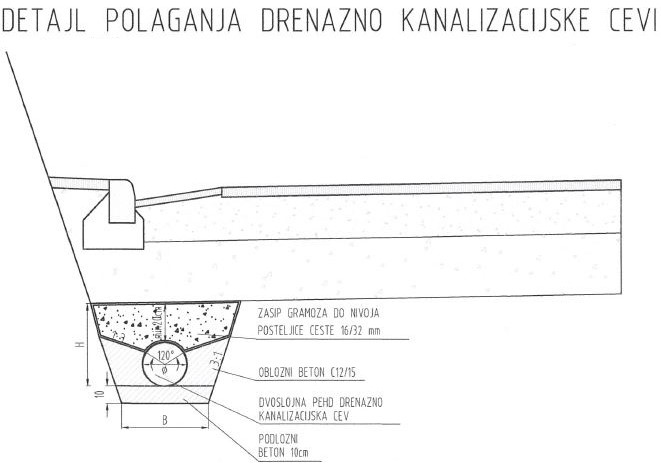 DETAJL POLAGANJA DRENAZNO KANALIZACIJSKE CEVI
ZASIP GRAMOZA DO NIVOJA
POSTELJICE CESTE 16/32 mm
H
120°
Ø
3:1
OBLOZNI BETON C12/15
10
B
DVOSLOJNA PEHD DRENAZNO
KANALIZACIJSKA CEV
PODLOZNI
BETON 10cm